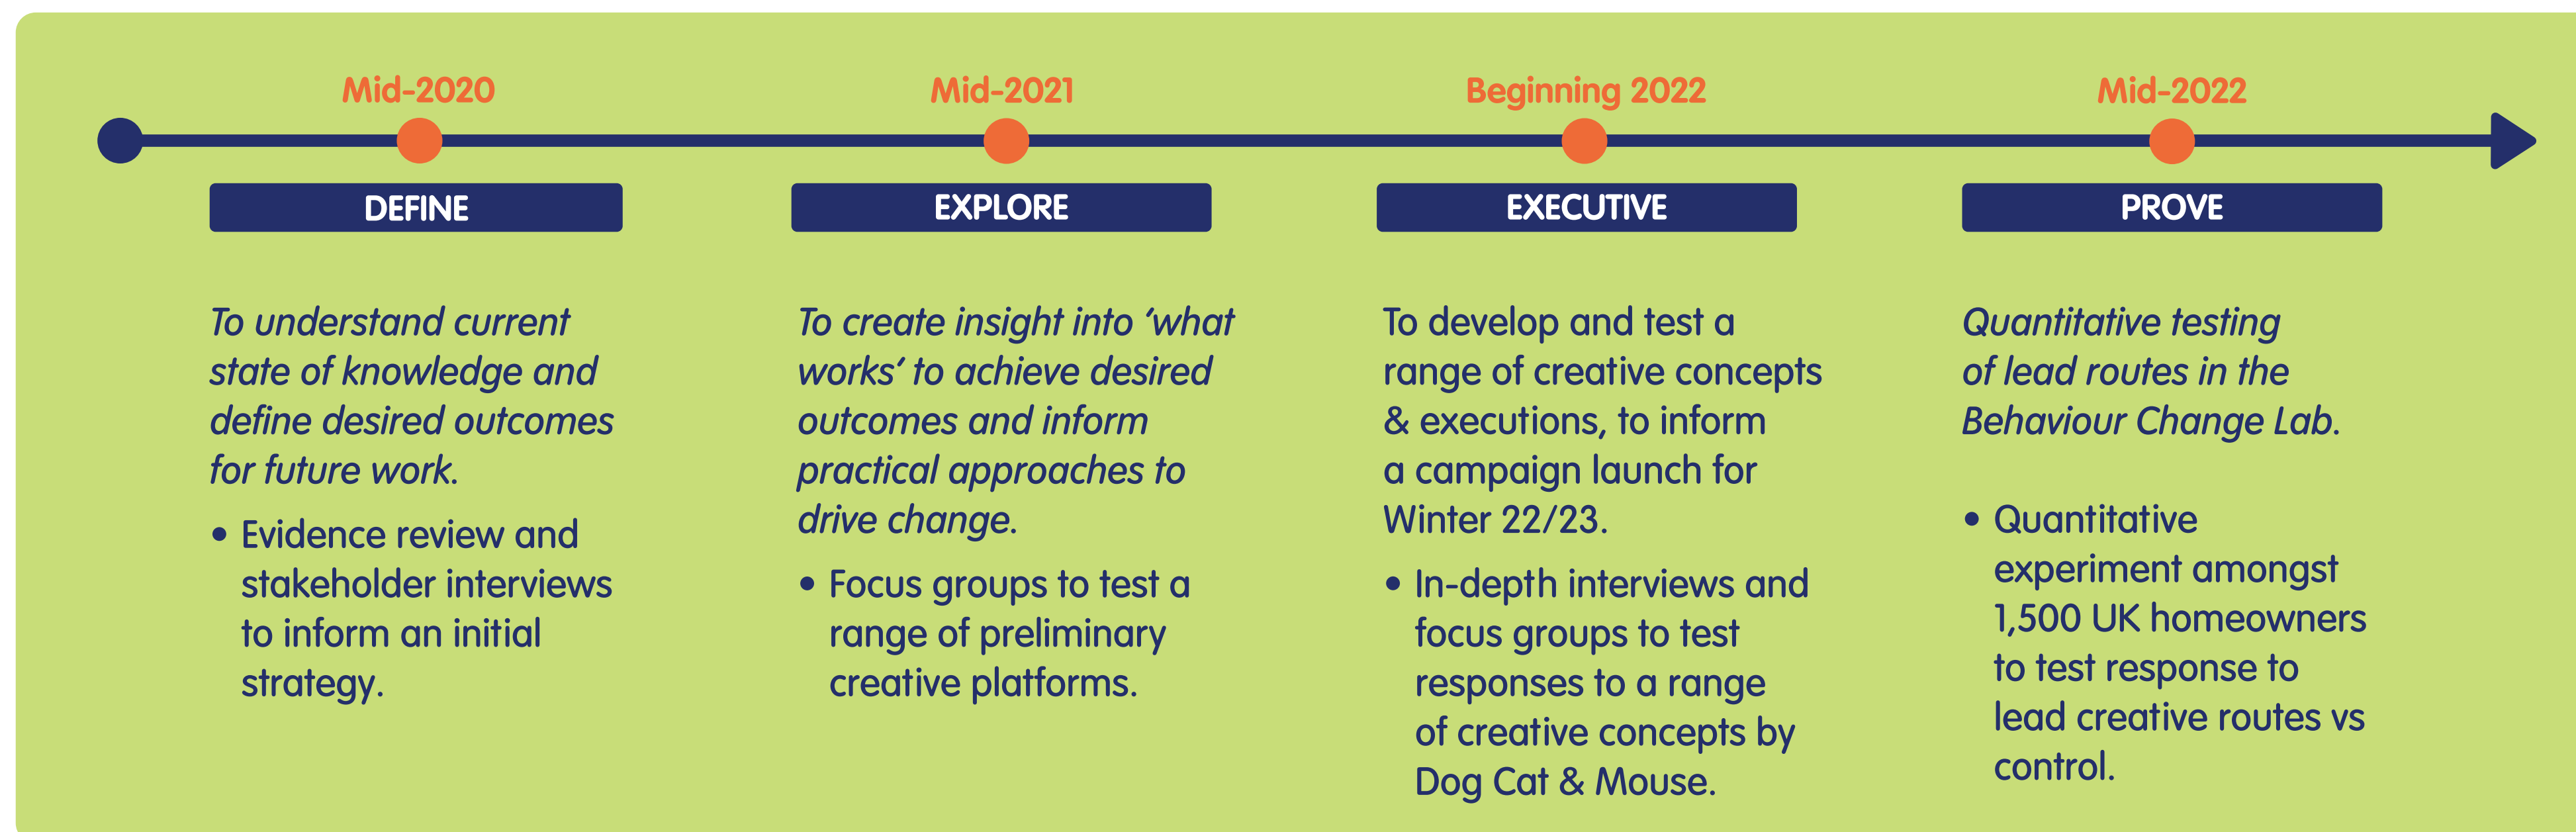 Mid-2020
DEFINE
To understand current
state of knowledge and
define desired outcomes
for future work.
• Evidence review and
stakeholder interviews
to inform an initial
strategy.
Mid-2021
EXPLORE
To create insight into ‘what
works’ to achieve desired
outcomes and inform
practical approaches to
drive change.
• Focus groups to test a
range of preliminary
creative platforms.
Beginning 2022
EXECUTIVE
To develop and test a
range of creative concepts
& executions, to inform
a campaign launch for
Winter 22/23.
• In-depth interviews and
focus groups to test
responses to a range
of creative concepts by
Dog Cat & Mouse.
Mid-2022
PROVE
Quantitative testing
of lead routes in the
Behaviour Change Lab.
• Quantitative
experiment amongst
1,500 UK homeowners
to test response to
lead creative routes vs
control.